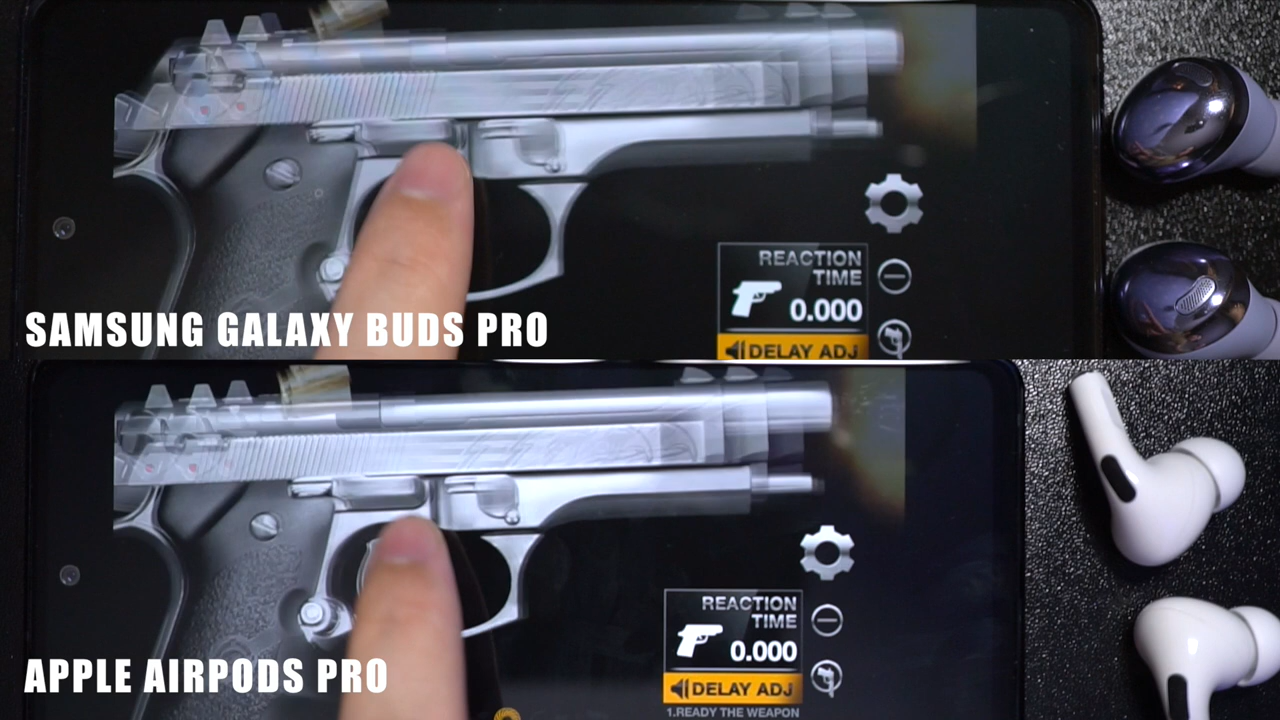 REACTION
TIME
0.000
DELAY ADJ
SAMSUNG GALAXY BUDS PRO
REACTION
TIME
0.000
DELAY ADJ
1.READY THE WEAPON
APPLE AIRPODS PRO